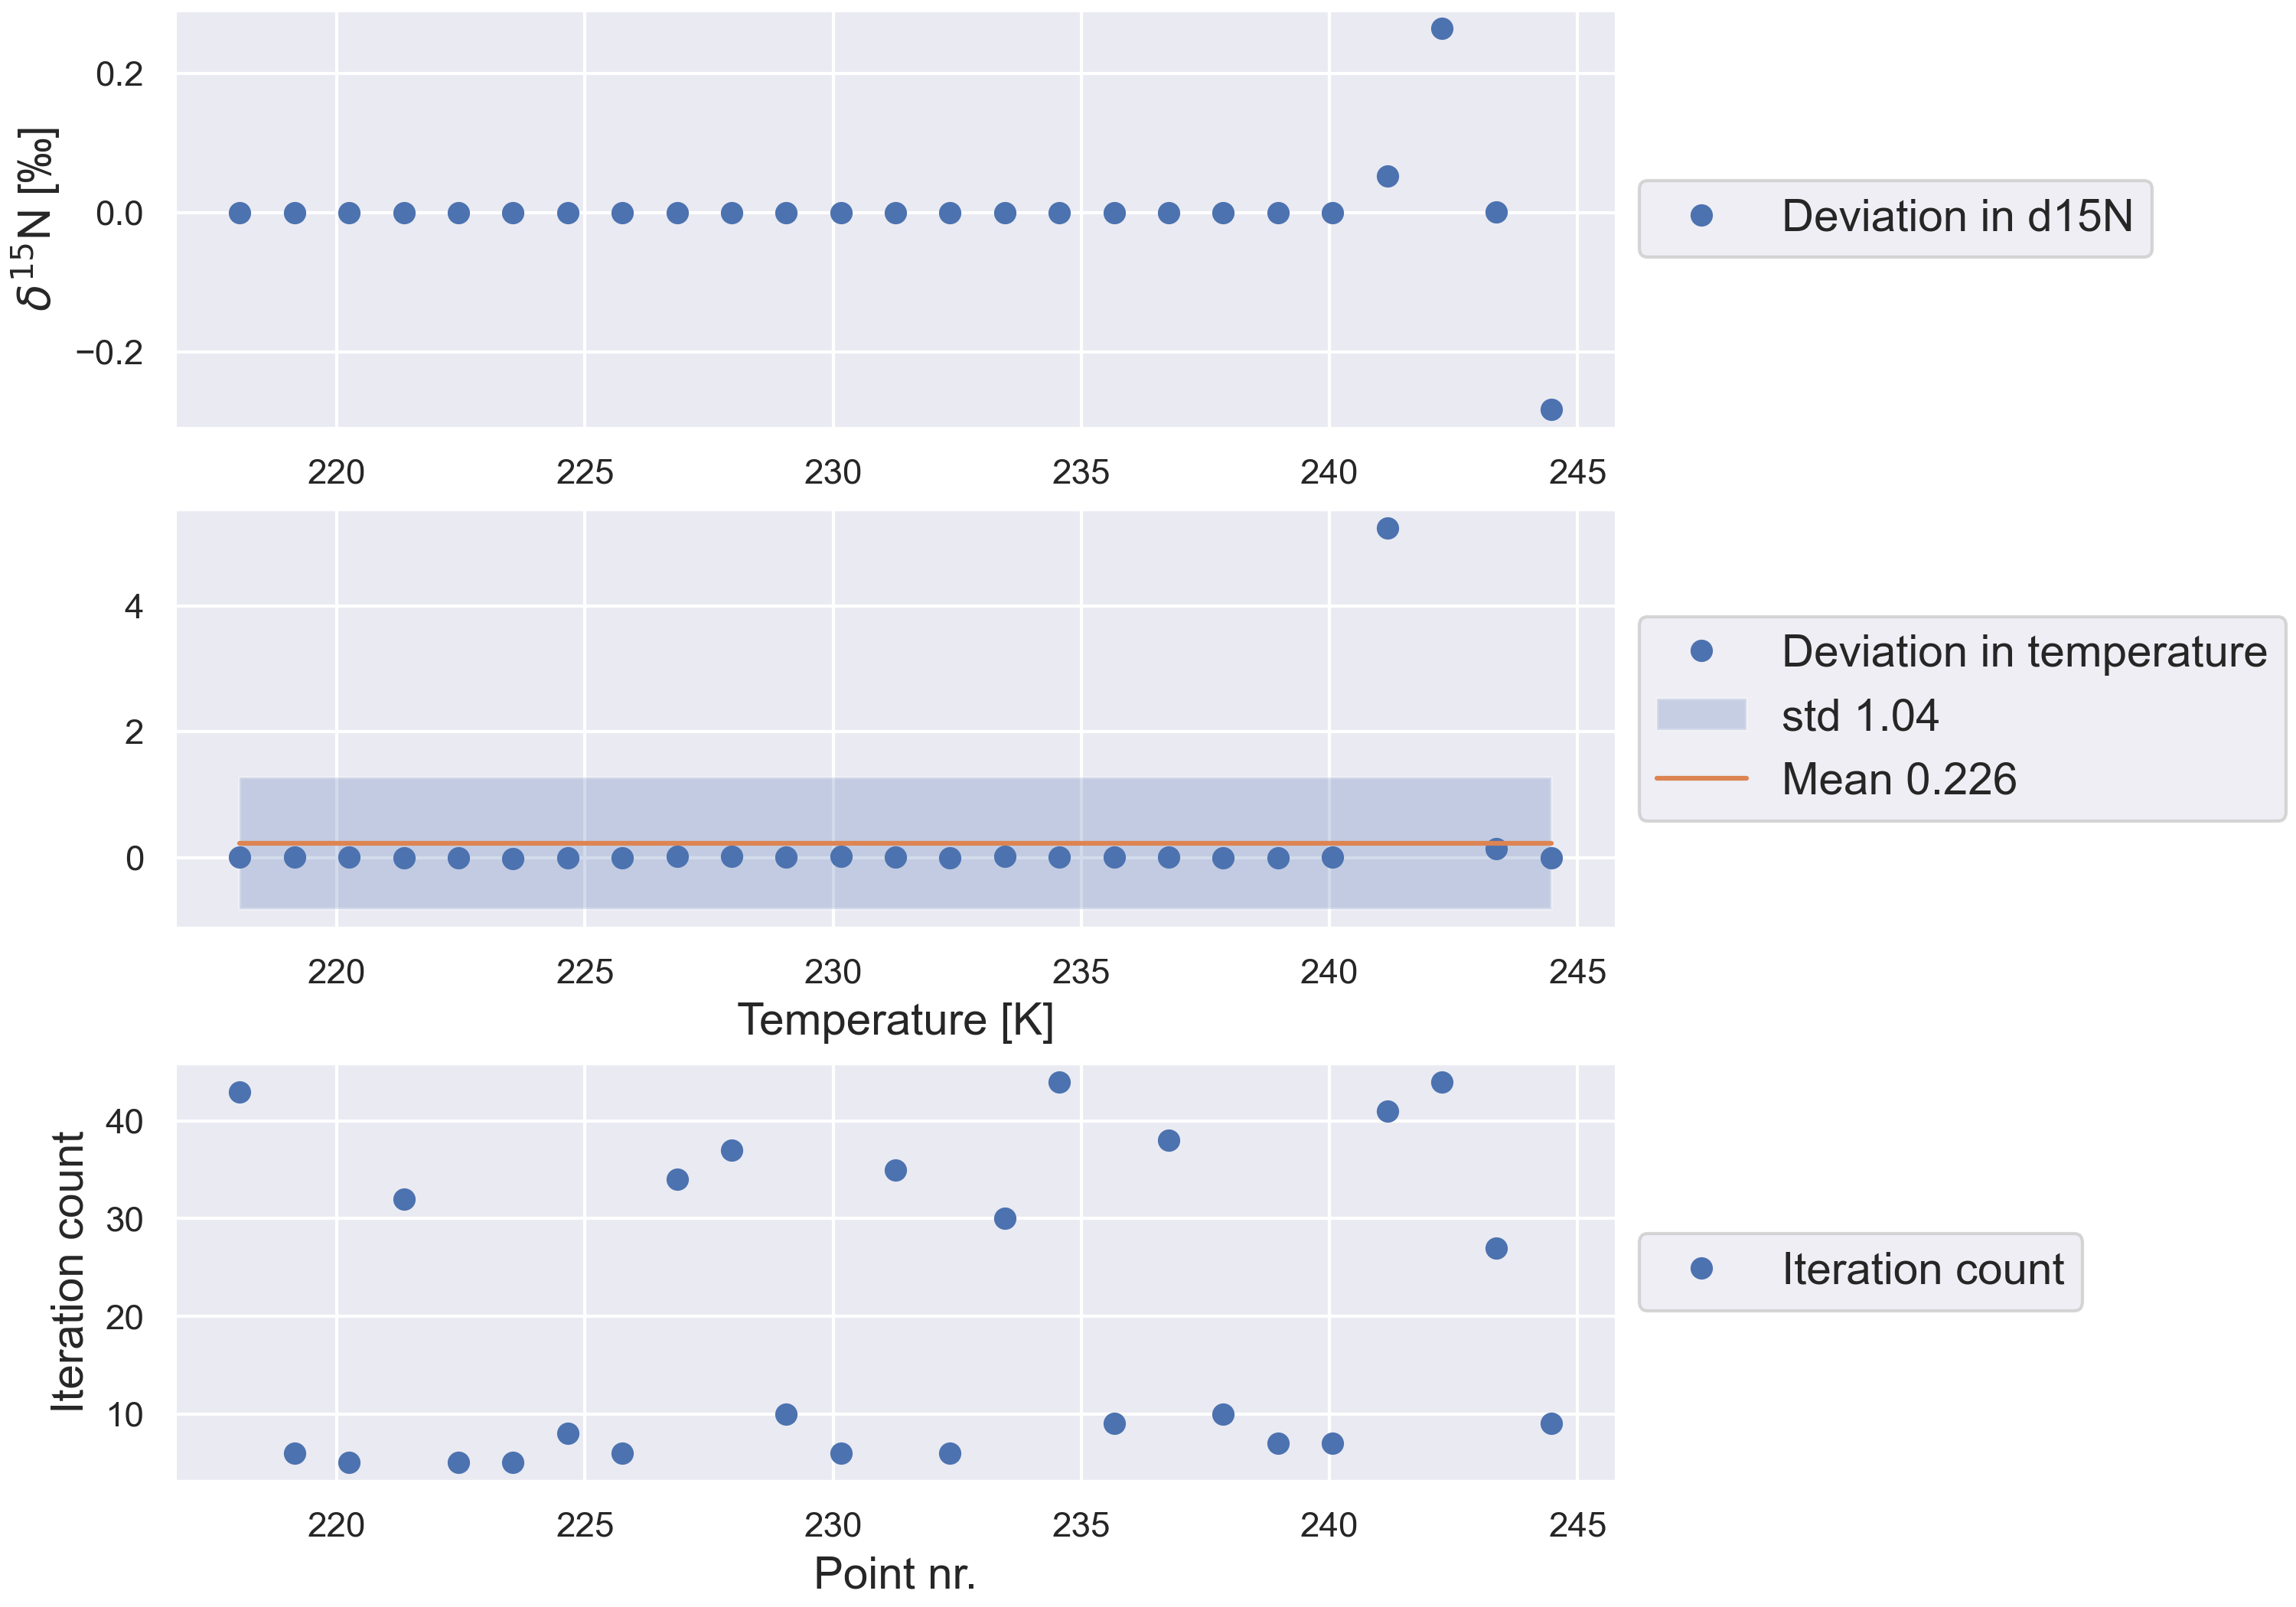 δ¹⁵N [‰]
0.2
0.0
−0.2
220 225 230 235 240 245
Deviation in d15N
4
2
0
220 225 230 235 240 245
Temperature [K]
Deviation in temperature
std 1.04
Mean 0.226
Iteration count
40
30
20
10
220 225 230 235 240 245
Point nr.
Iteration count